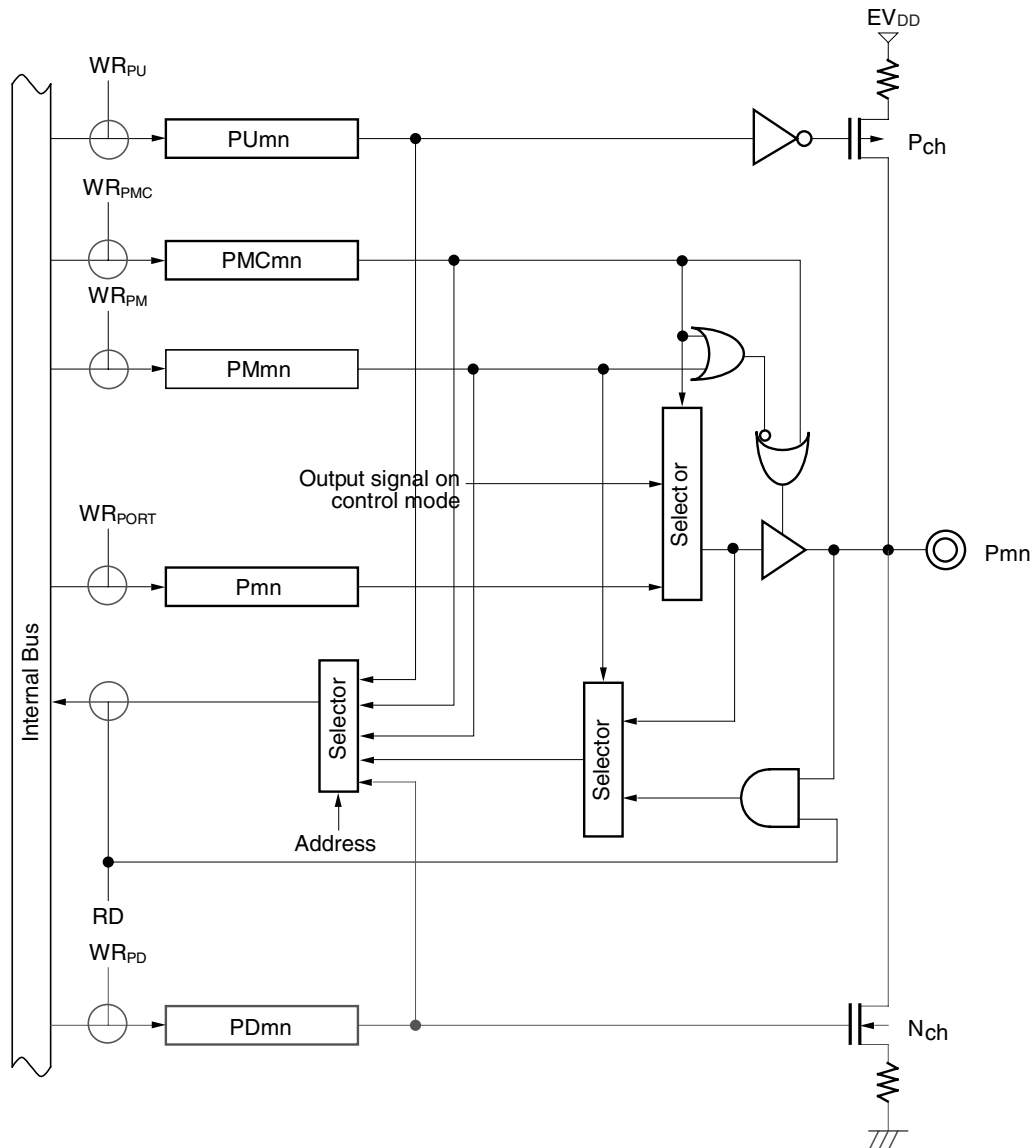 EVDD
WRPU
PUmn
Pch
WRPMC
PMCmn
WRPM
PMmn
Output signal on
control mode
Selector
WRPORT
Pmn
Pmn
Internal Bus
Selector
Selector
Address
RD
WRPD
PDmn
Nch